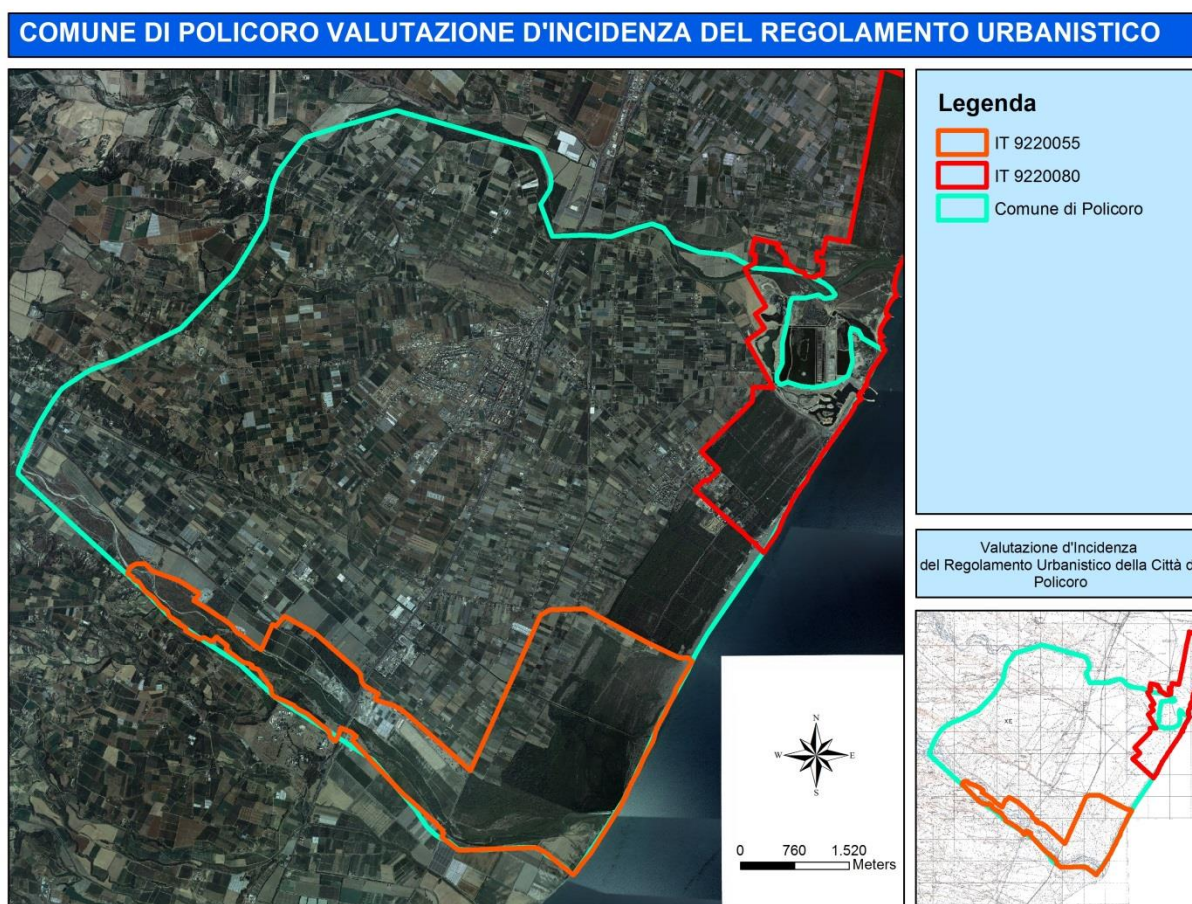 COMUNE DI POLICORO VALUTAZIONE D'INCIDENZA DEL REGOLAMENTO URBANISTICO
Legenda
IT 9220055
IT 9220080
Comune di Policoro
Valutazione d'Incidenza
del Regolamento Urbanistico della Città d
Policoro
N
W
E
S
0 760 1.520
Meters